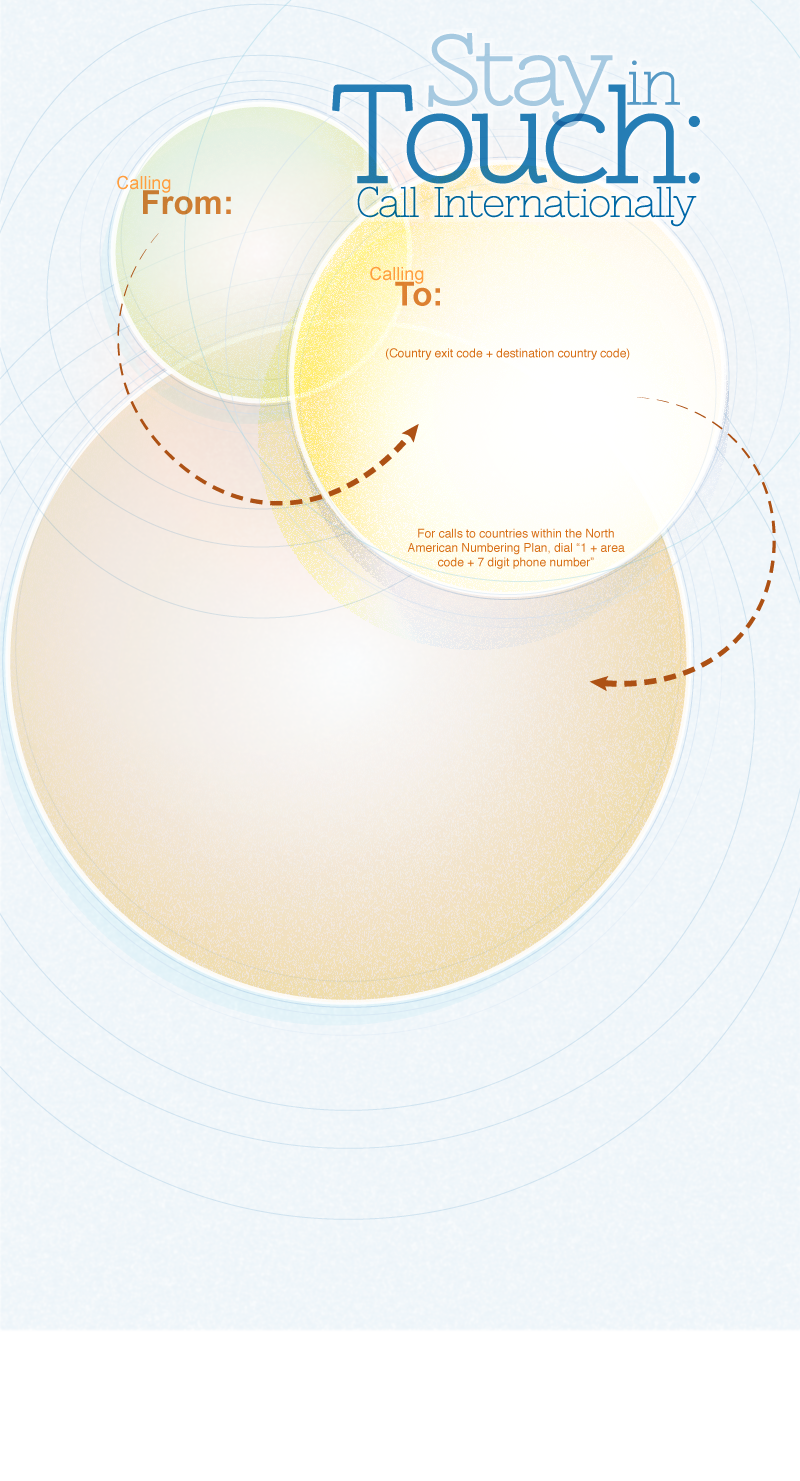 Stay in
Touch:
Call Internationally
Calling
From:
Calling
To:
(Country exit code + destination country code)
For calls to countries within the North
American Numbering Plan, dial “1 + area
code + 7 digit phone number”